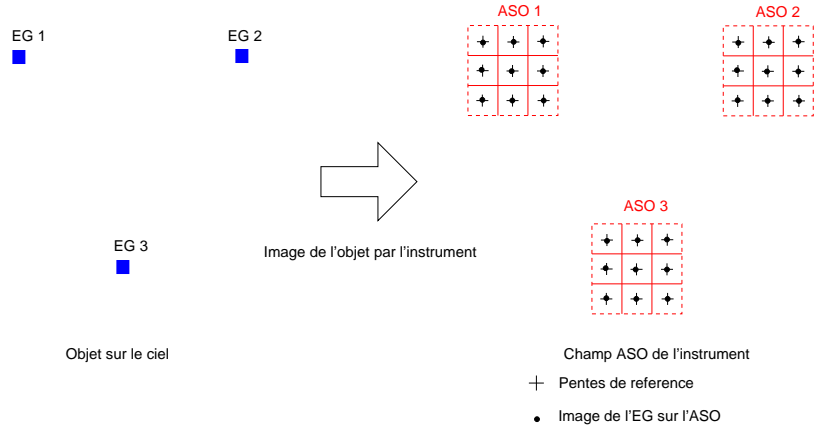 EG 1
EG 2
ASO 1
ASO 2
EG 3
ASO 3
Image de l'objet par l'instrument
Objet sur le ciel
Champ ASO de l'instrument
Pentes de reference
Image de l'EG sur l'ASO